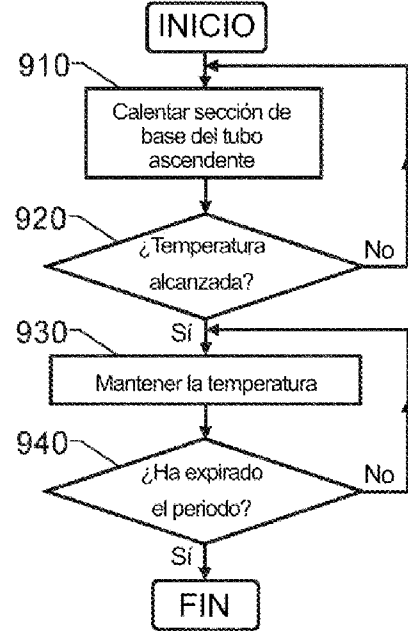 INICIO
910
Calentar sección de
base del tubo
ascendente
920
¿Temperatura
alcanzada?
No
Sí
930
Mantener la temperatura
940
¿Ha expirado
el periodo?
No
Sí
FIN